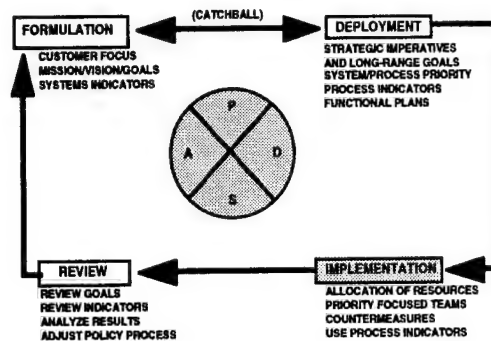 (CATCHBALL)
FORMULATION
CUSTOMER FOCUS
MISSION/VISION/GOALS
SYSTEMS INDICATORS
DEPLOYMENT
STRATEGIC IMPERATIVES
AND LONG-RANGE GOALS
SYSTEM/PROCESS PRIORITY
PROCESS INDICATORS
FUNCTIONAL PLANS
P
A
D
S
REVIEW
REVIEW GOALS
REVIEW INDICATORS
ANALYZE RESULTS
ADJUST POLICY PROCESS
IMPLEMENTATION
ALLOCATION OF RESOURCES
PRIORITY FOCUSED TEAMS
COUNTERMEASURES
USE PROCESS INDICATORS